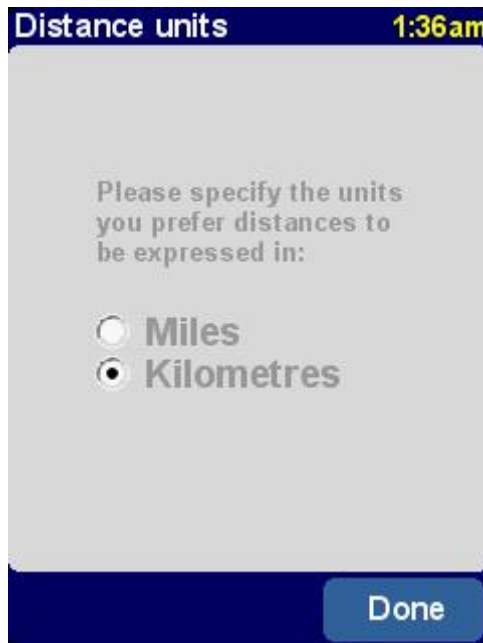 Distance units 1:36am
Please specify the units
you prefer distances to
be expressed in:
Miles
Kilometres
Done